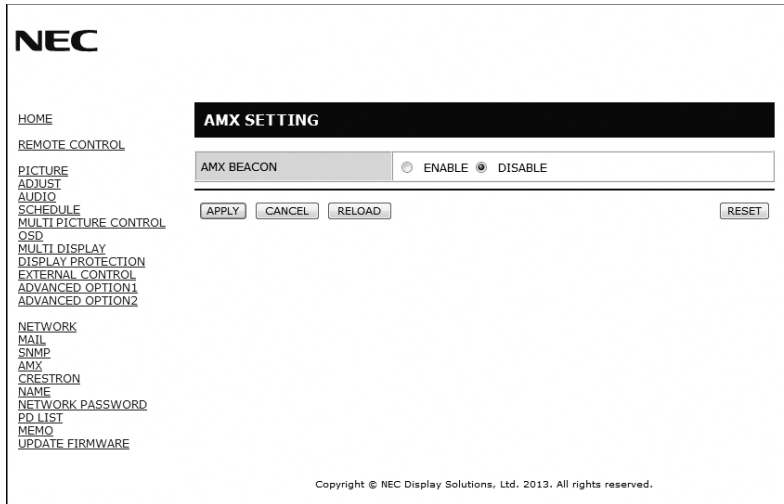 NEC
HOME
REMOTE CONTROL
PICTURE
ADJUST
AUDIO
SCHEDULE
MULTI PICTURE CONTROL
OSD
MULTI DISPLAY
DISPLAY PROTECTION
EXTERNAL CONTROL
ADVANCED OPTION1
ADVANCED OPTION2
NETWORK
MAIL
SNMP
AMX
CRESTRON
NAME
NETWORK PASSWORD
PD LIST
MEMO
UPDATE FIRMWARE
AMX SETTING
AMX BEACON ENABLE DISABLE
APPLY CANCEL RELOAD RESET
Copyright © NEC Display Solutions, Ltd. 2013. All rights reserved.